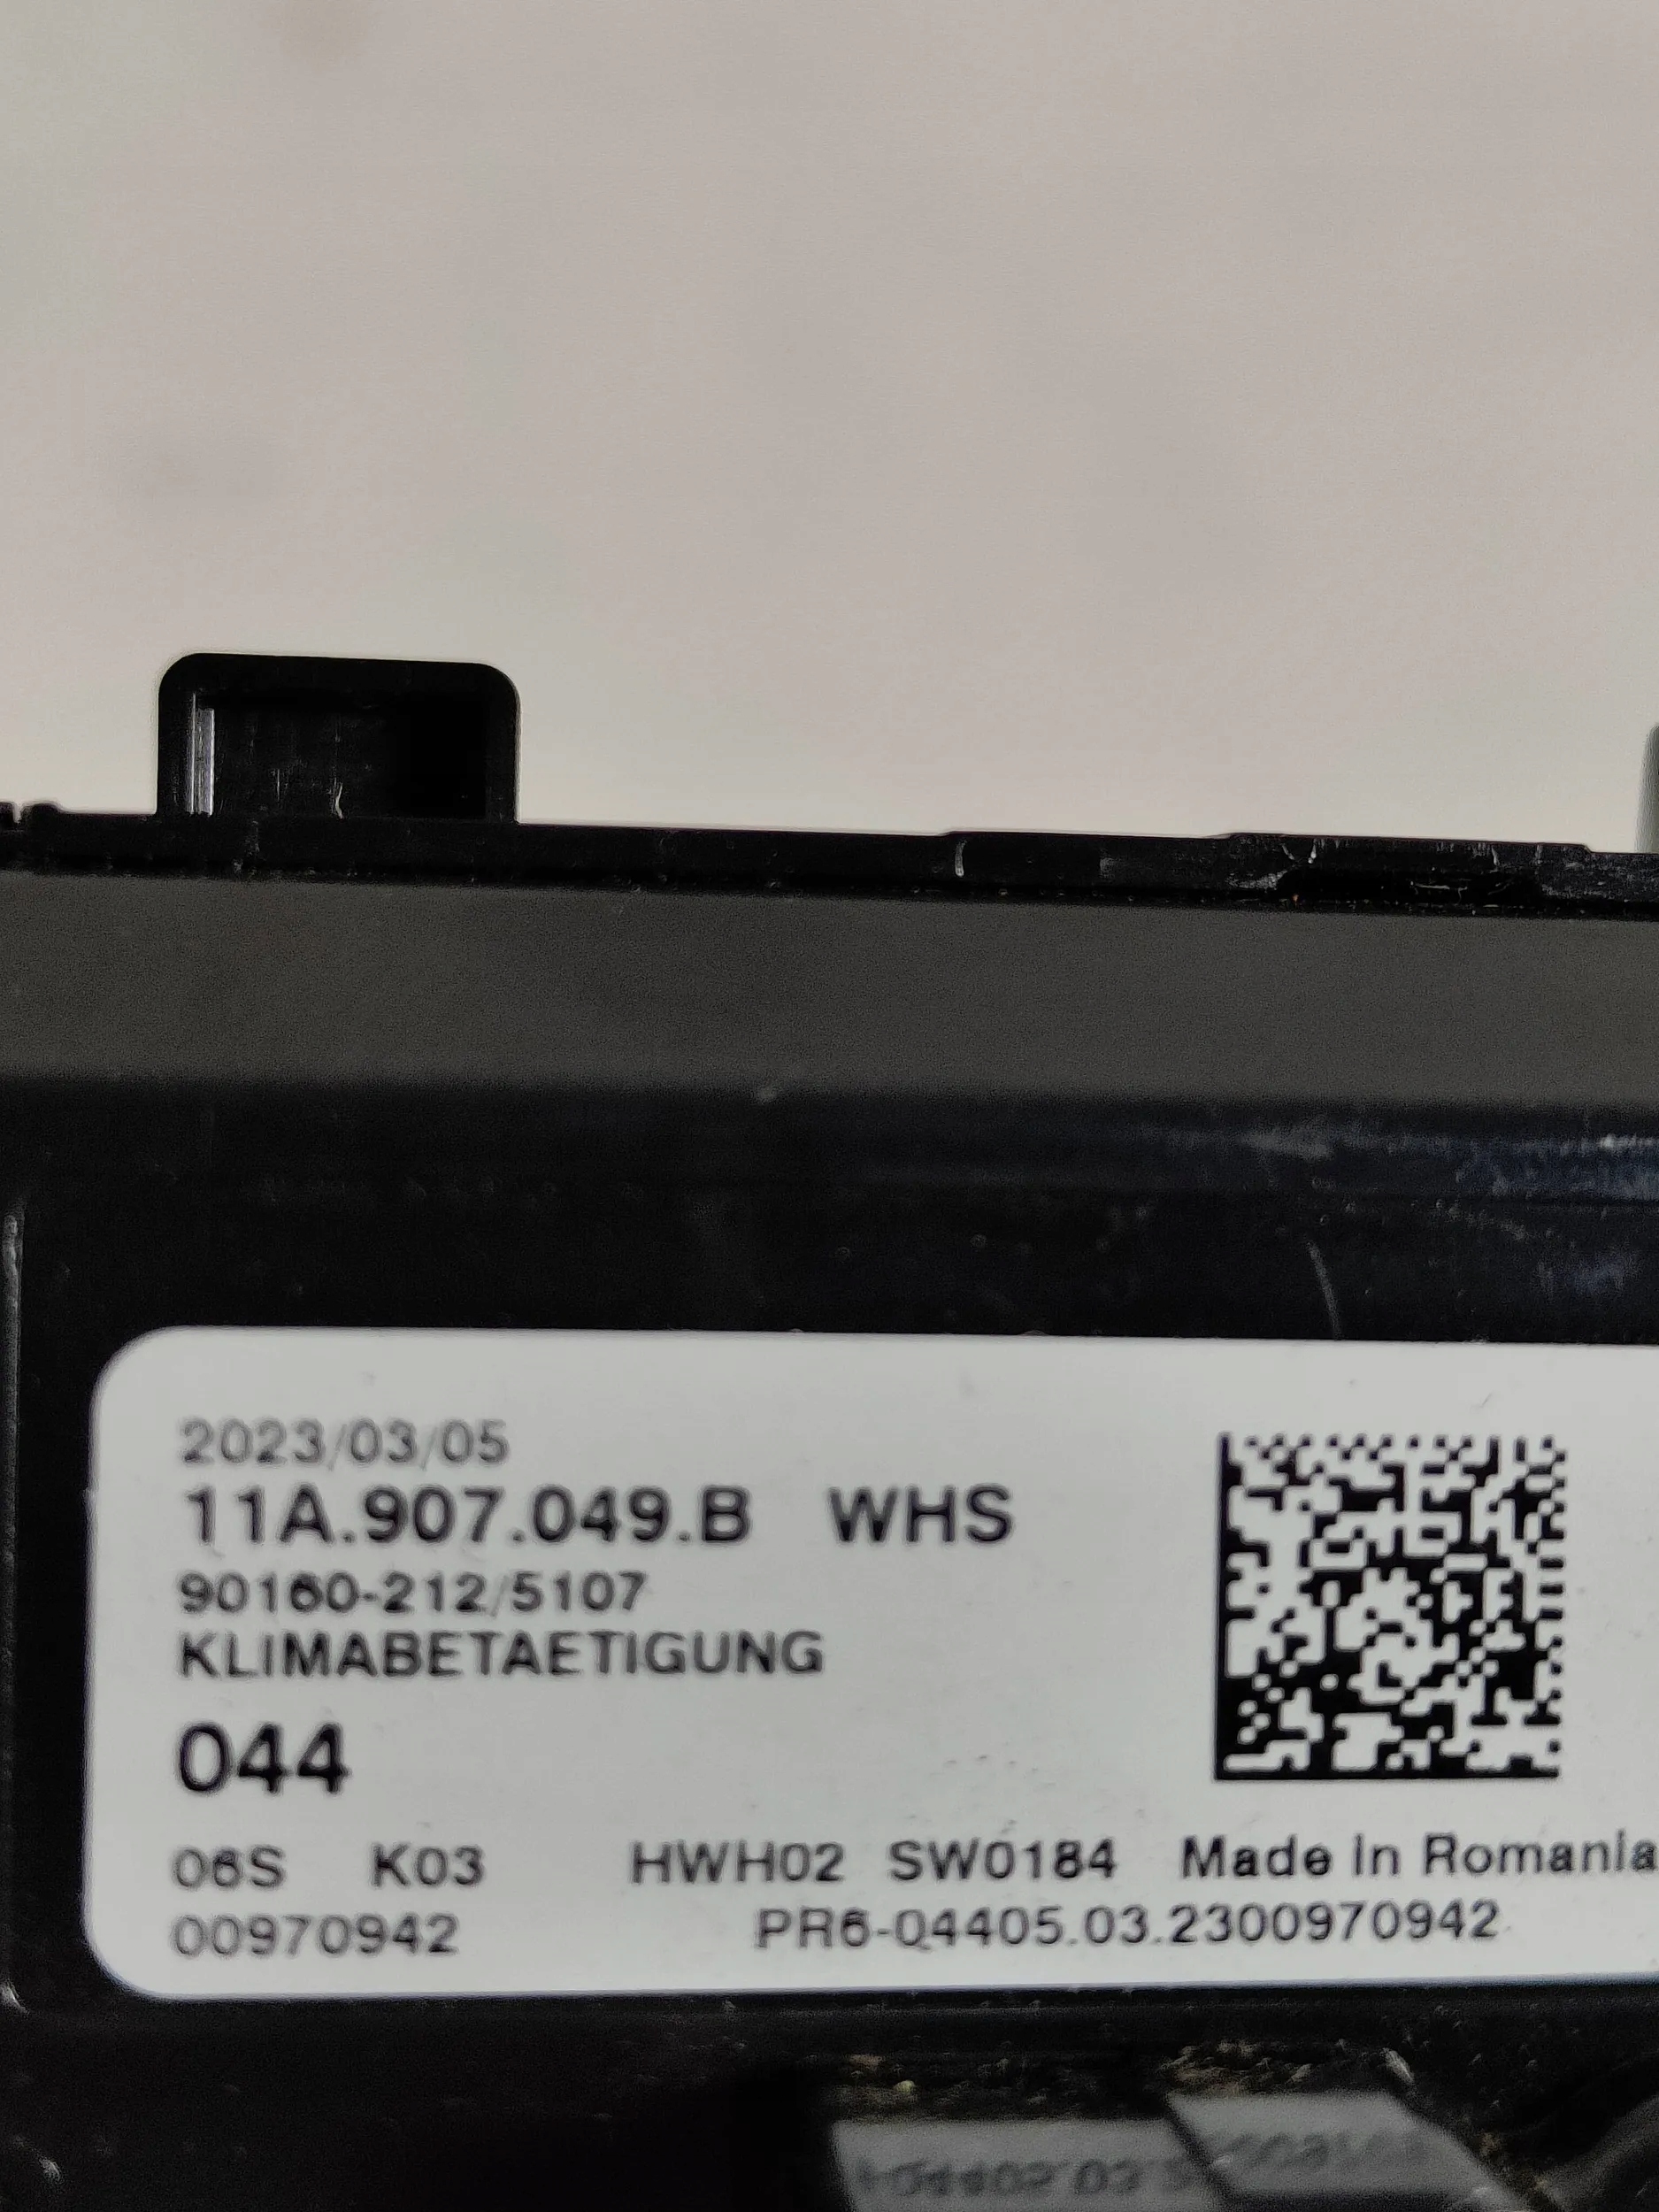 2023/03/05
11A.907.049.B WHS
90160-212/5107
KLIMABETAETIGUNG
044
06S K03 HWH02 SW0184 Made in Romania
00970942 PR6-04405.03.2300970942